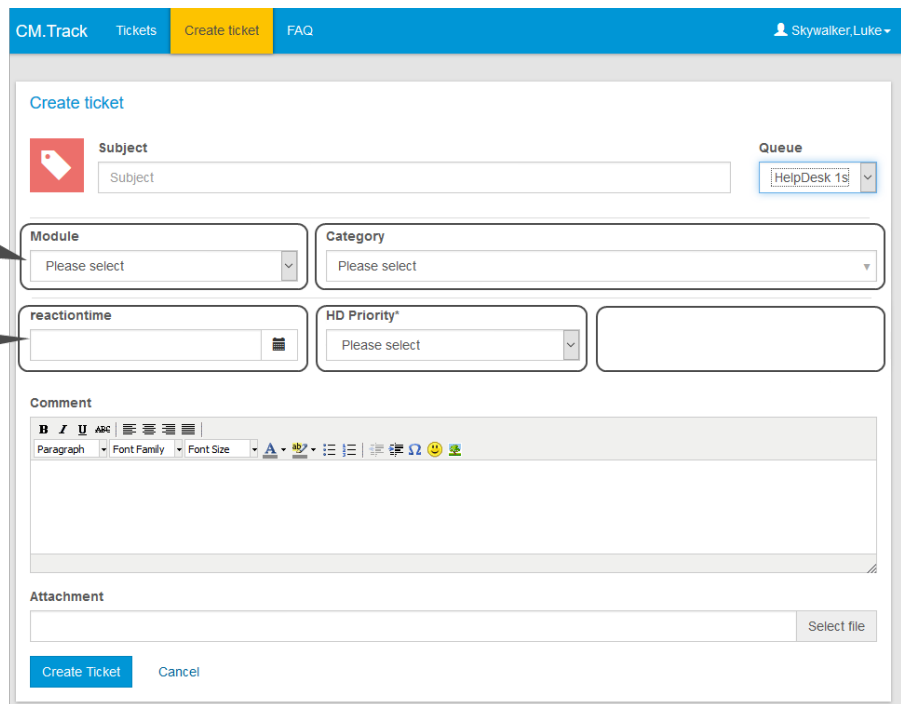 CM.Track Tickets Create ticket FAQ Skywalker,Luke
Create ticket
Subject Queue
Subject HelpDesk 1s
Module Category
Please select Please select
reactiontime HD Priority*
Please select
Comment
B I U ABC
Paragraph Font Family Font Size A ab Ω
Attachment
Select file
Create Ticket Cancel